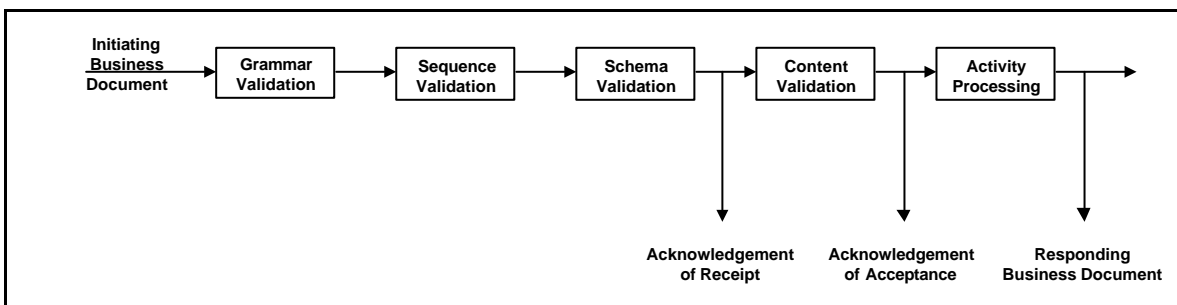 Initiating
Business
Document
Grammar
Validation
Sequence
Validation
Schema
Validation
Content
Validation
Activity
Processing
Acknowledgement
of Receipt
Acknowledgement
of Acceptance
Responding
Business Document